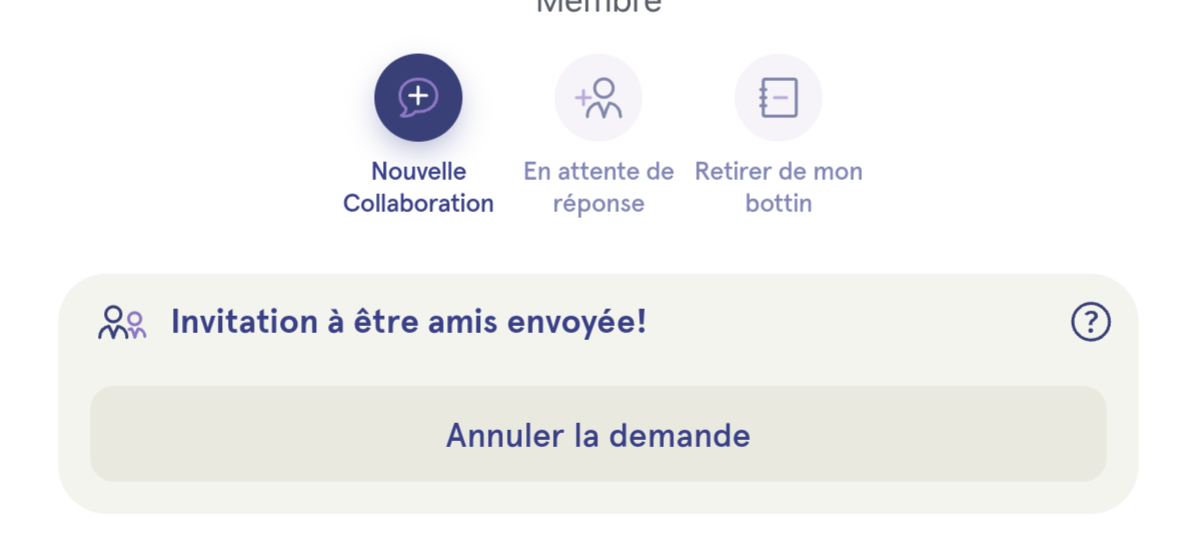 Membre
Nouvelle
Collaboration
En attente de
réponse
Retirer de mon
bottin
Invitation à être amis envoyée!
?
Annuler la demande